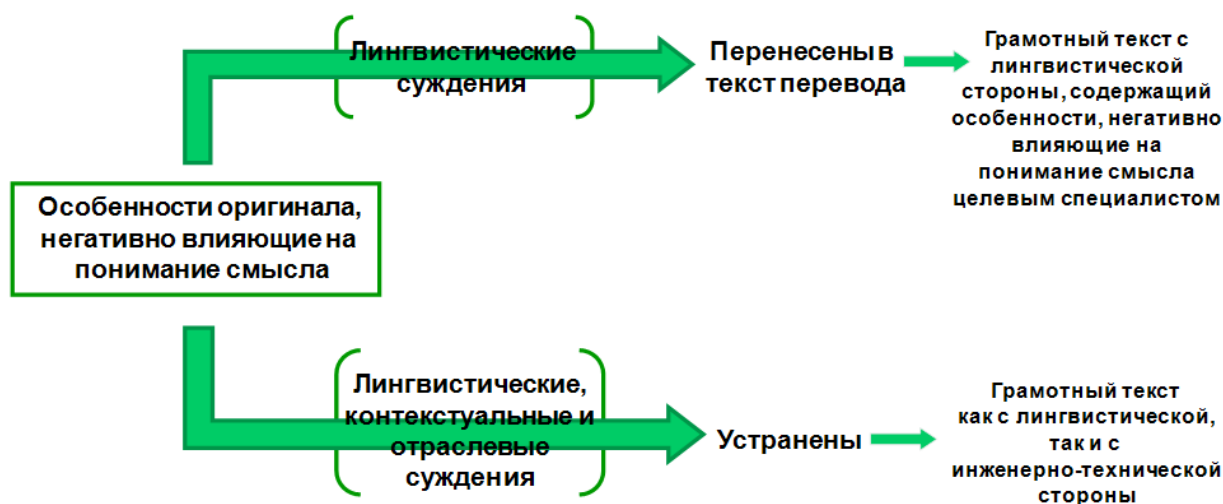 Лингвистические
суждения
Перенесены в
текст перевода
Грамотный текст с
лингвистической
стороны, содержащий
особенности, негативно
влияющие на
понимание смысла
целевым специалистом
Особенности оригинала,
негативно влияющие на
понимание смысла
Лингвистические,
контекстуальные и
отраслевые
суждения
Устранены
Грамотный текст
как с лингвистической,
так и с
инженерно-технической
стороны